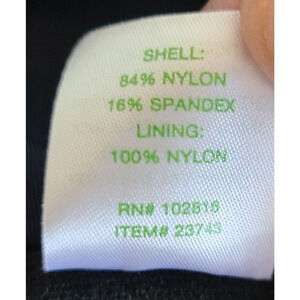 SHELL:
84% NYLON
16% SPANDEX
LINING:
100% NYLON
RN# 102816
ITEM# 23743